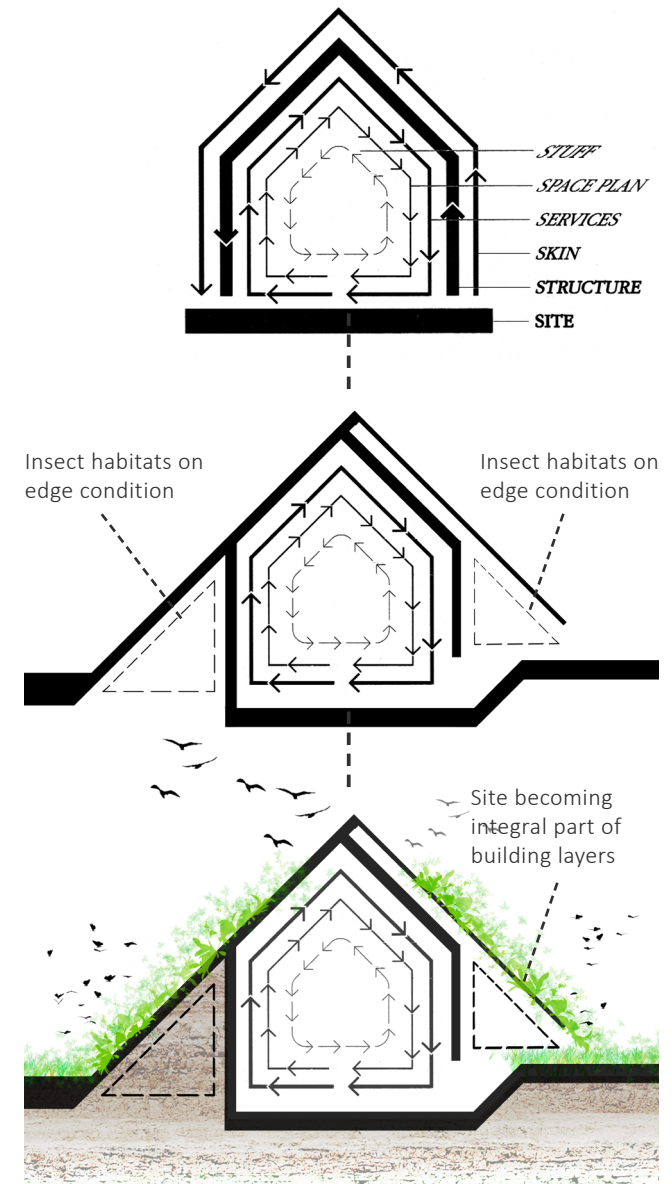 STUFF
SPACE PLAN
SERVICES
SKIN
STRUCTURE
SITE
Insect habitats on
edge condition
Insect habitats on
edge condition
Site becoming
integral part of
building layers